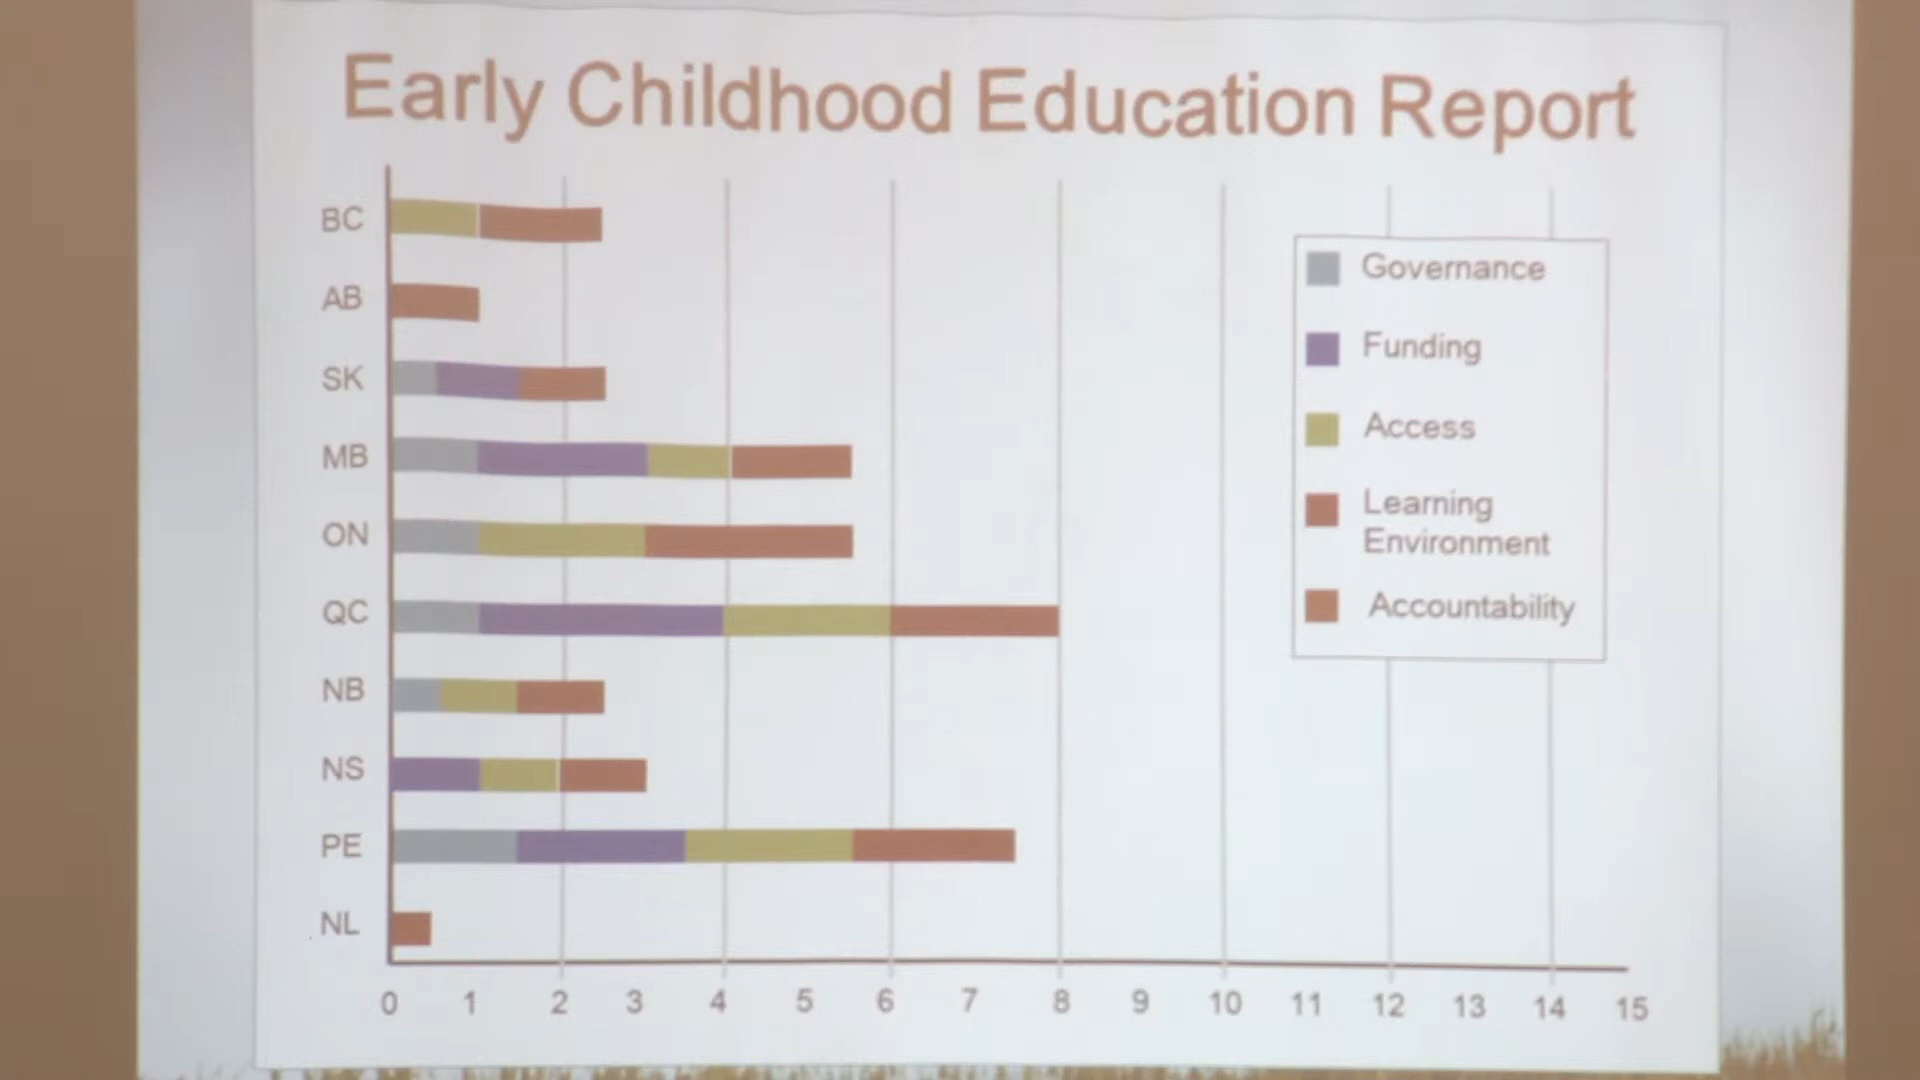 Early Childhood Education Report
BC
AB
SK
MB
ON
QC
NB
NS
PE
NL
0 1 2 3 4 5 6 7 8 9 10 11 12 13 14 15
Governance
Funding
Access
Learning
Environment
Accountability